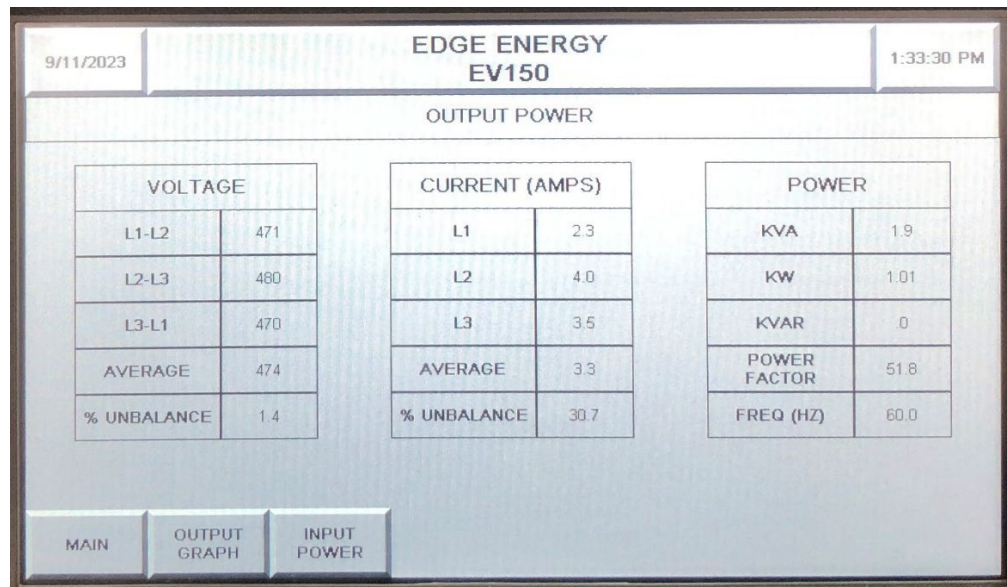 9/11/2023
EDGE ENERGY
EV150
1:33:30 PM
OUTPUT POWER
VOLTAGE
L1-L2 471
L2-L3 480
L3-L1 470
AVERAGE 474
% UNBALANCE 1.4
CURRENT (AMPS)
L1 2.3
L2 4.0
L3 3.5
AVERAGE 3.3
% UNBALANCE 30.7
POWER
KVA 1.9
KW 1.01
KVAR 0
POWER
FACTOR 51.8
FREQ (HZ) 60.0
MAIN
OUTPUT
GRAPH
INPUT
POWER